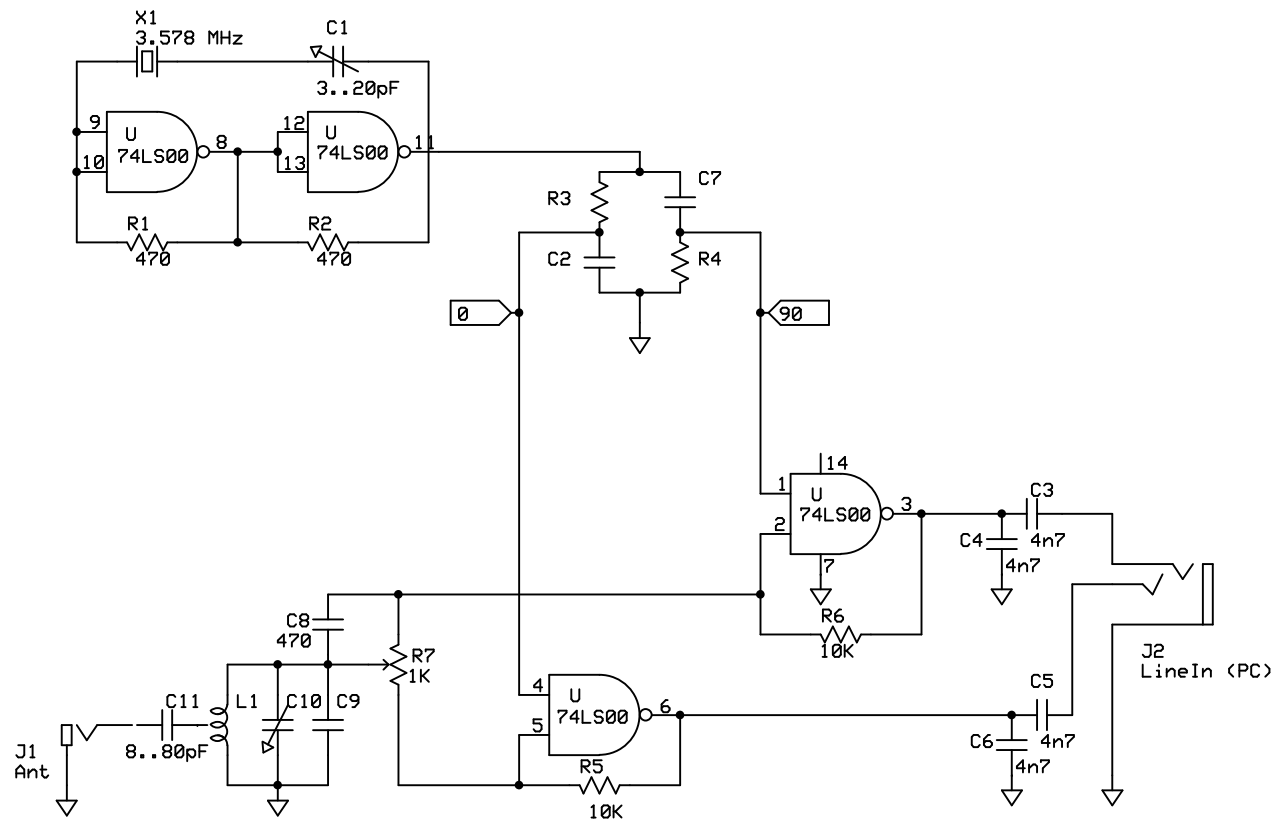 X1
3.578 MHz
C1
3..20pF
9
U
8
12
U
11
10
74LS00
13
74LS00
R1
470
R2
470
R3
C7
C2
R4
0
90
14
1
U
3
74LS00
2
7
C3
4n7
C4
4n7
R6
10K
C8
470
R7
1K
J2
LineIn (PC)
4
U
6
74LS00
5
R5
10K
C5
4n7
C6
4n7
C11
L1
C10
C9
8..80pF
J1
Ant